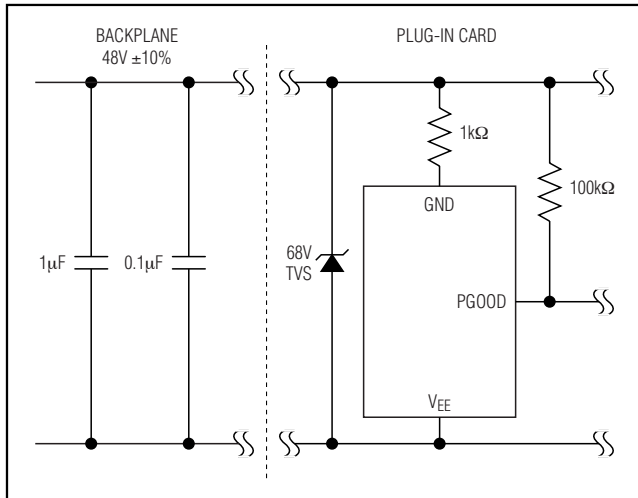 BACKPLANE
48V ±10%
PLUG-IN CARD
1kΩ
100kΩ
GND
68V
TVS
1μF
0.1μF
PGOOD
VEE